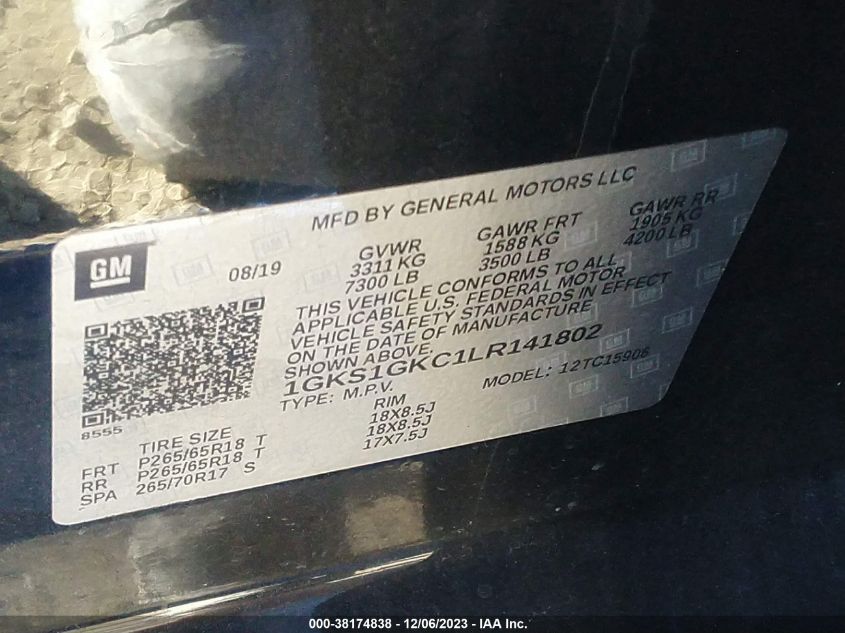 MFD BY GENERAL MOTORS LLC
GM
08/19
GVWR GAWR FRT GAWR RR
3311 KG 1588 KG 1905 KG
7300 LB 3500 LB 4200 LB
THIS VEHICLE CONFORMS TO ALL
APPLICABLE U.S. FEDERAL MOTOR
VEHICLE SAFETY STANDARDS IN EFFECT
ON THE DATE OF MANUFACTURE
SHOWN ABOVE.
1GKS1GKC1LR141802
TYPE: M.P.V. MODEL: 12TC15906
8555
TIRE SIZE RIM
FRT P265/65R18 T 18X8.5J
RR P265/65R18 T 18X8.5J
SPA 265/70R17 S 17X7.5J
000-38174838 - 12/06/2023 - IAA Inc.